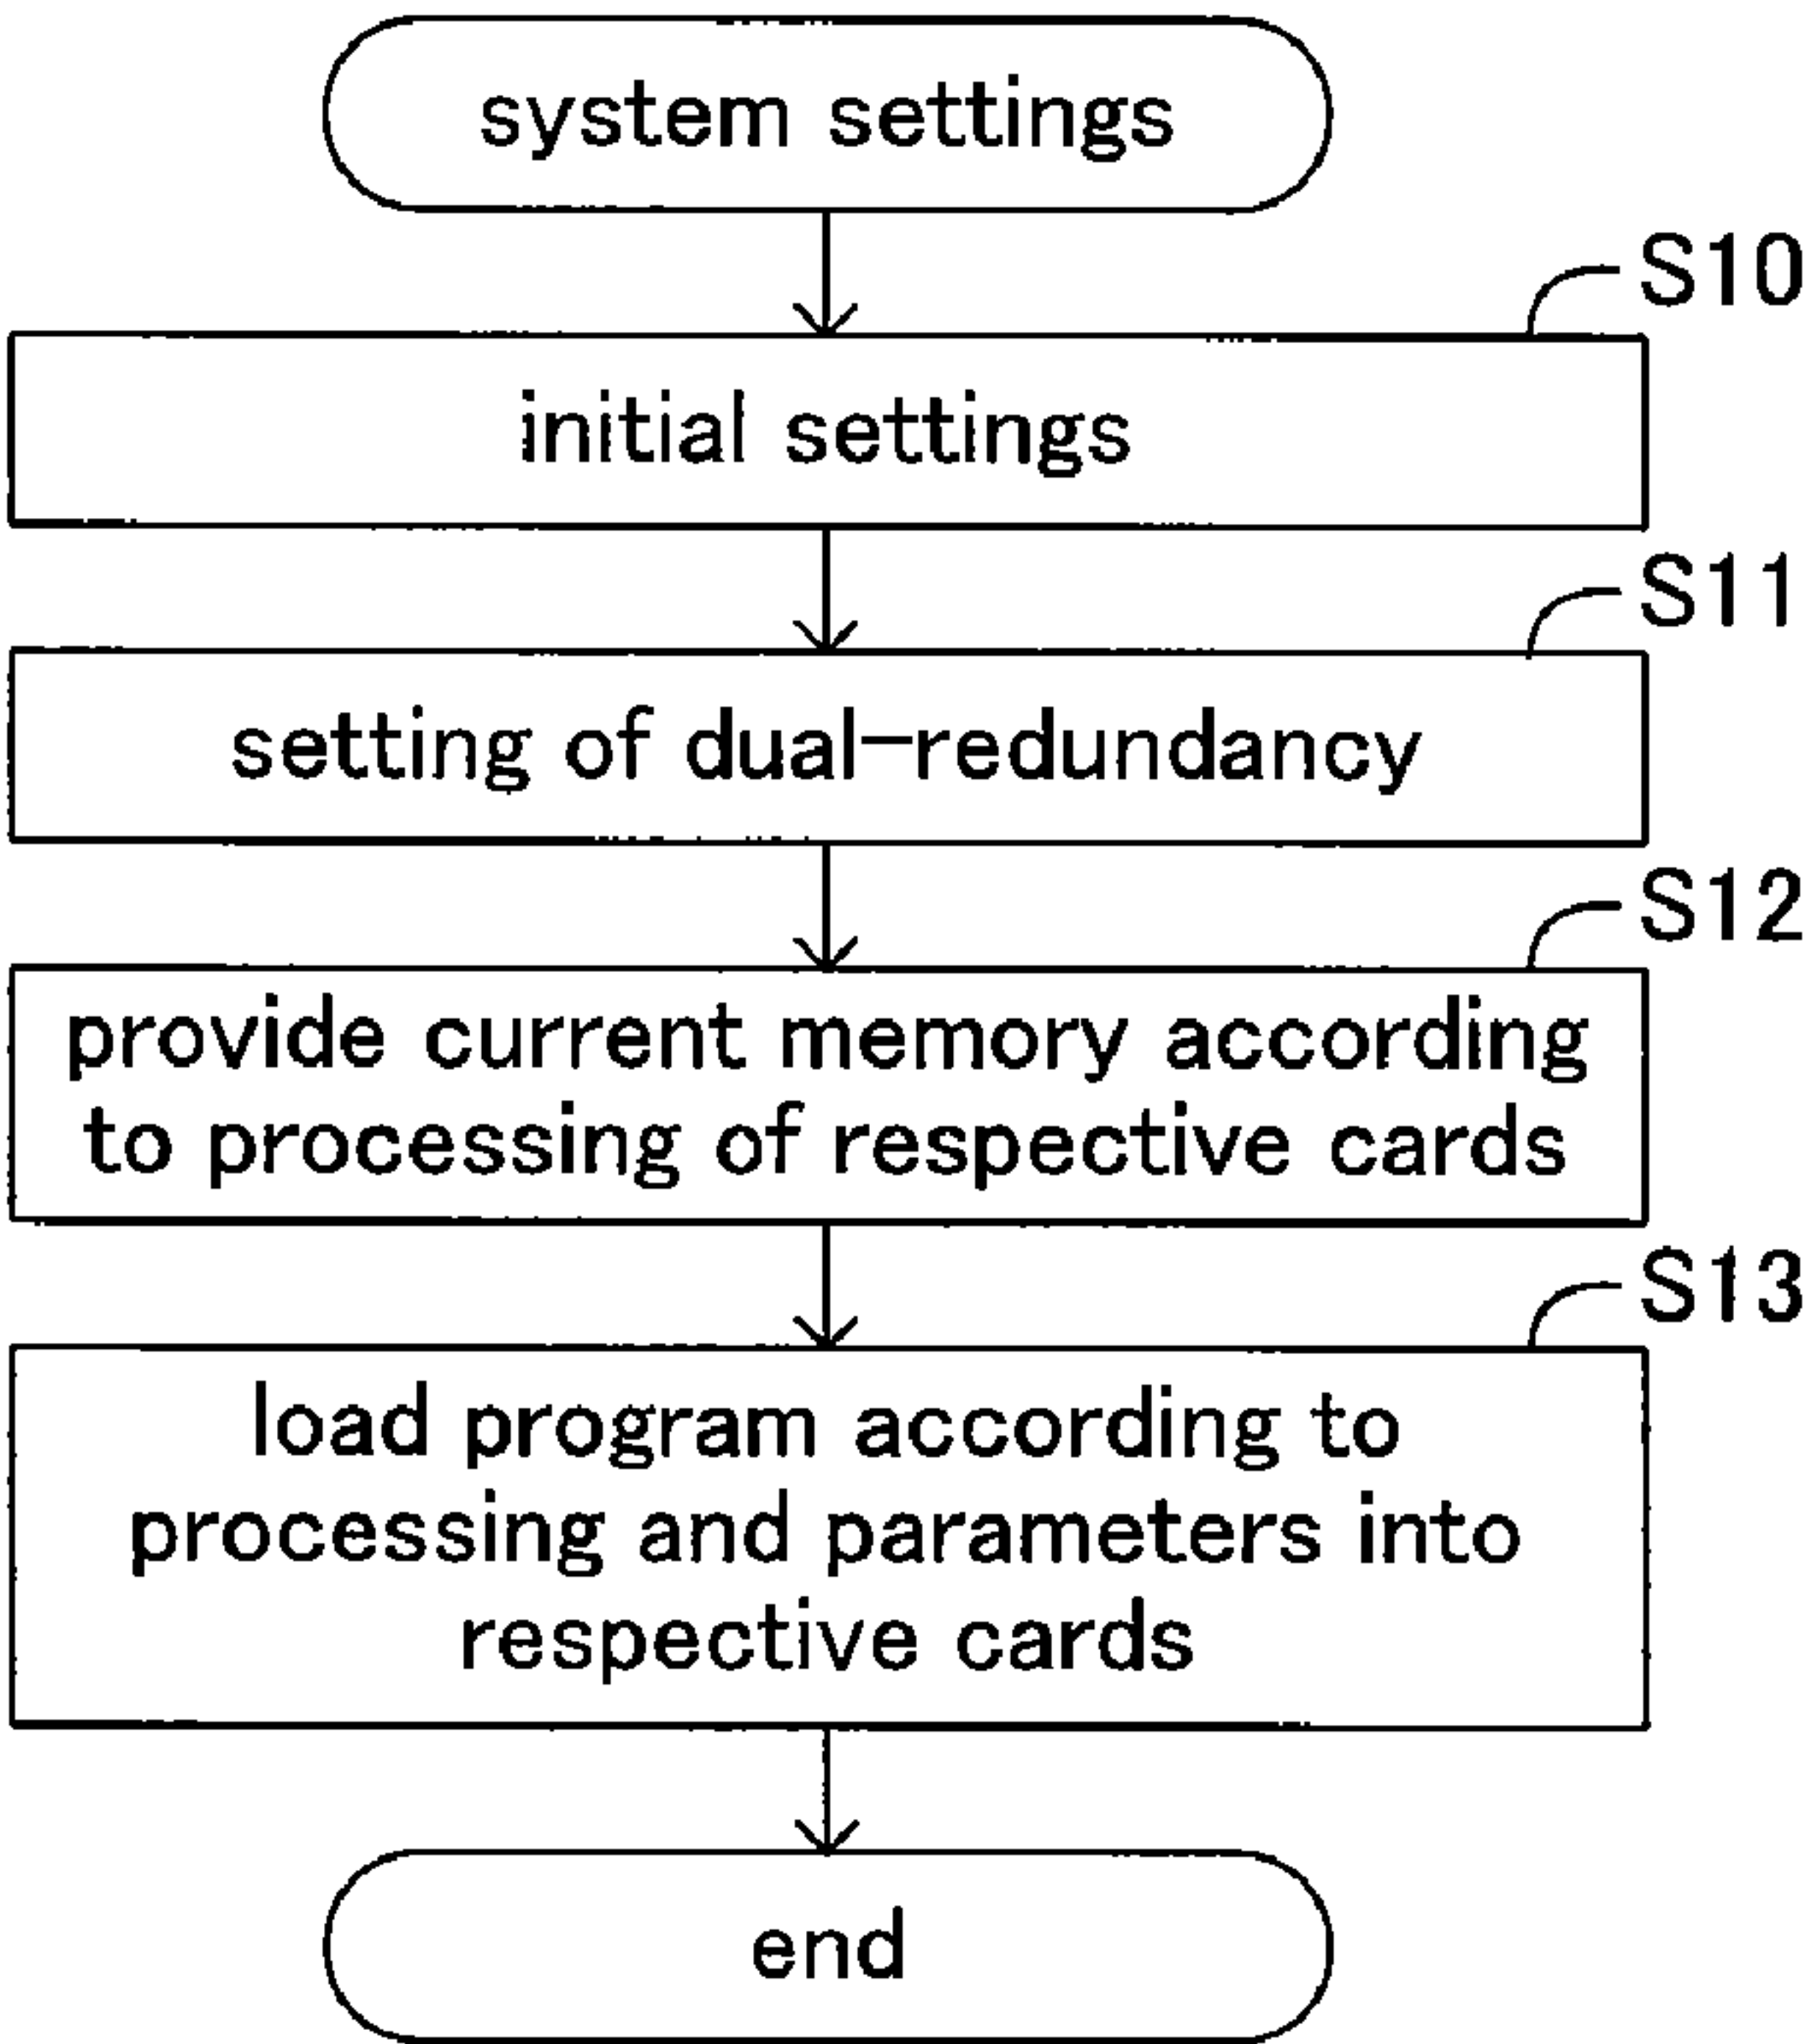 system settings
S10
initial settings
S11
setting of dual-redundancy
S12
provide current memory according
to processing of respective cards
S13
load program according to
processing and parameters into
respective cards
end